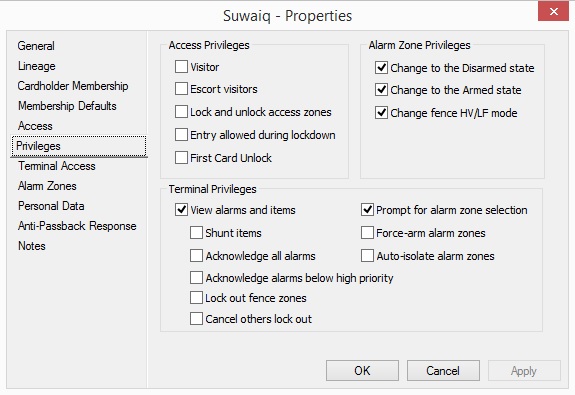 Suwaiq - Properties
General
Lineage
Cardholder Membership
Membership Defaults
Access
Privileges
Terminal Access
Alarm Zones
Personal Data
Anti-Passback Response
Notes
Access Privileges
Visitor
Escort visitors
Lock and unlock access zones
Entry allowed during lockdown
First Card Unlock
Alarm Zone Privileges
Change to the Disarmed state
Change to the Armed state
Change fence HV/LF mode
Terminal Privileges
View alarms and items
Shunt items
Acknowledge all alarms
Acknowledge alarms below high priority
Lock out fence zones
Cancel others lock out
Prompt for alarm zone selection
Force-arm alarm zones
Auto-isolate alarm zones
OK
Cancel
Apply